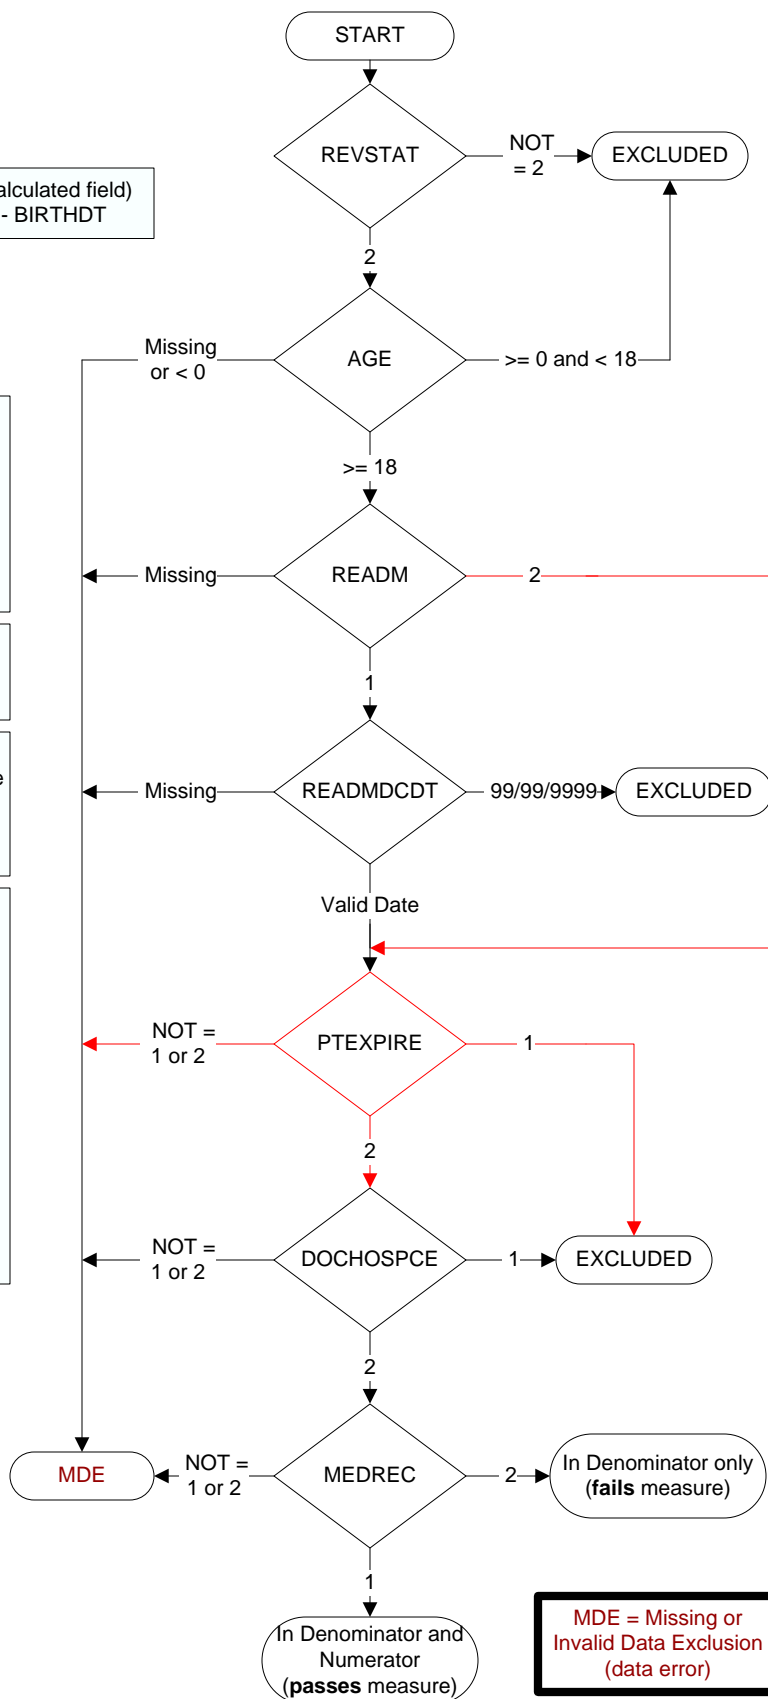 START
REVSTAT
NOT
= 2
EXCLUDED
alculated field)
- BIRTHDT
2
Missing
or < 0
AGE
>= 0 and < 18
>= 18
Missing
READM
2
1
Missing
READMDCDT
99/99/9999
EXCLUDED
Valid Date
NOT =
1 or 2
PTEXPIRE
1
2
NOT =
1 or 2
DOCHOSPCE
1
EXCLUDED
2
MDE
NOT =
1 or 2
MEDREC
2
In Denominator only
(fails measure)
1
In Denominator and
Numerator
(passes measure)
MDE = Missing or
Invalid Data Exclusion
(data error)